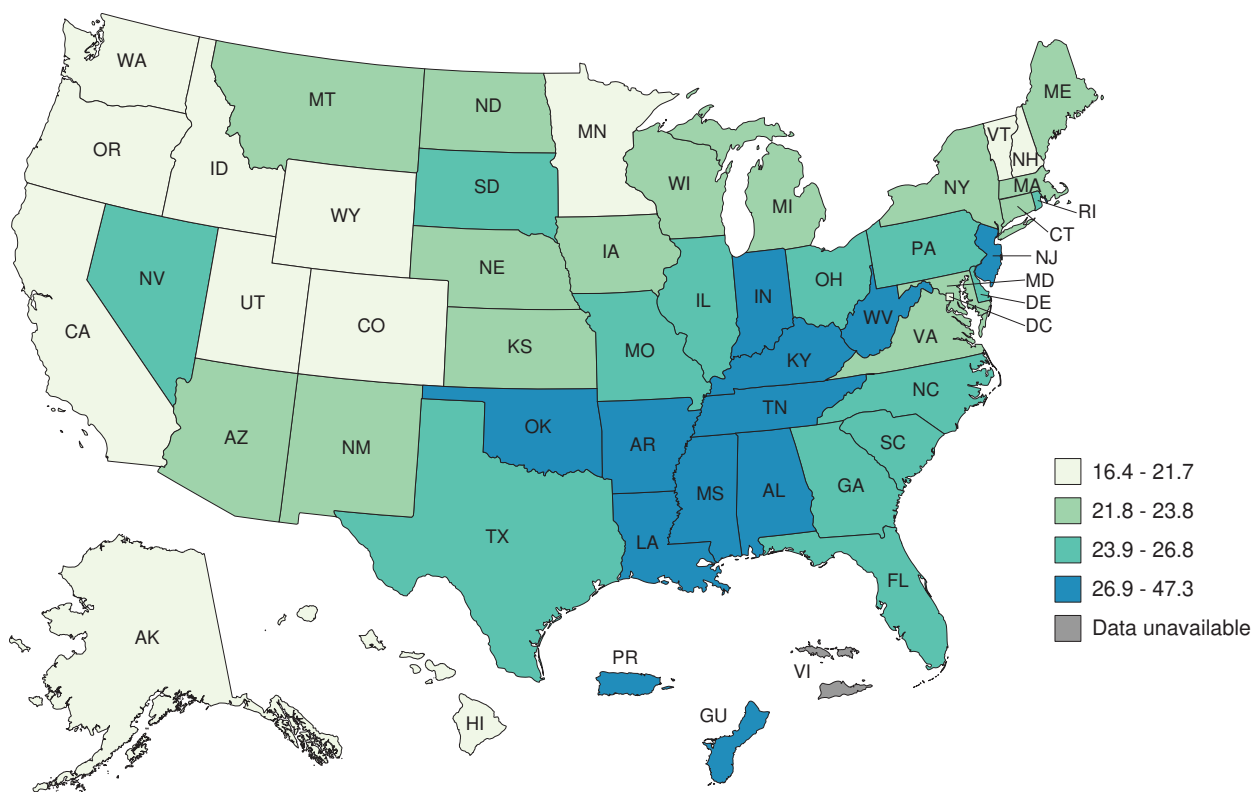 WA
MT
ND
MN
ME
OR
ID
WY
SD
WI
MI
NY
VT
NH
MA
RI
CT
NV
UT
CO
NE
IA
IL
IN
OH
PA
NJ
MD
DE
DC
CA
KS
MO
KY
WV
VA
AZ
NM
OK
AR
TN
NC
SC
TX
LA
MS
AL
GA
FL
AK
HI
PR
VI
GU
16.4 - 21.7
21.8 - 23.8
23.9 - 26.8
26.9 - 47.3
Data unavailable